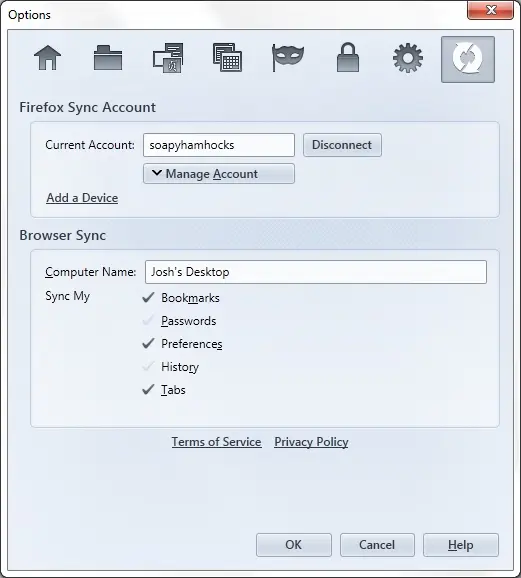 Options
Firefox Sync Account
Current Account: soapyhamhocks Disconnect
Manage Account
Add a Device
Browser Sync
Computer Name: Josh's Desktop
Sync My Bookmarks
Passwords
Preferences
History
Tabs
Terms of Service Privacy Policy
OK Cancel Help